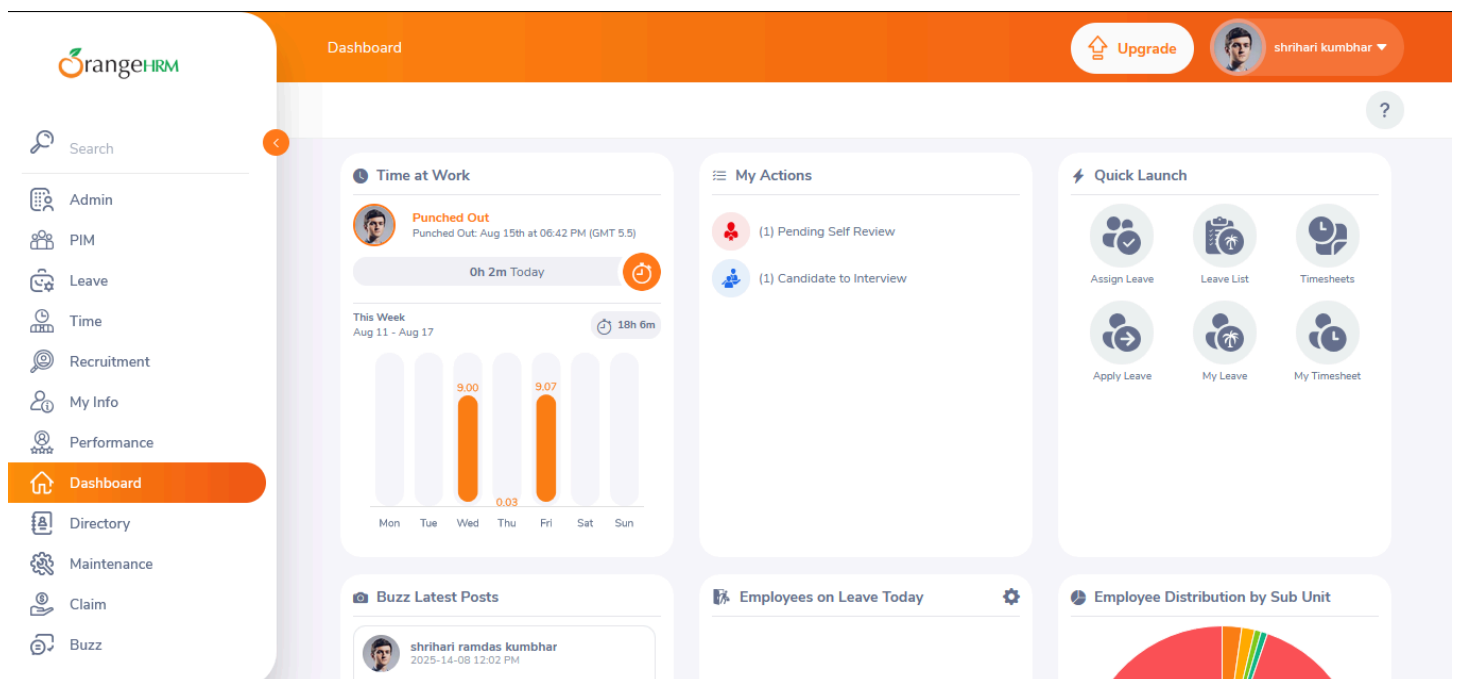 OrangeHRM
Search
Admin
PIM
Leave
Time
Recruitment
My Info
Performance
Dashboard
Directory
Maintenance
Claim
Buzz
Dashboard
Upgrade
shrihari kumbhar
?
Time at Work
Punched Out
Punched Out: Aug 15th at 06:42 PM (GMT 5.5)
0h 2m Today
This Week
Aug 11 - Aug 17
18h 6m
9.00
9.07
0.03
Mon Tue Wed Thu Fri Sat Sun
My Actions
(1) Pending Self Review
(1) Candidate to Interview
Quick Launch
Assign Leave Leave List Timesheets
Apply Leave My Leave My Timesheet
Buzz Latest Posts
shrihari ramdas kumbhar
2025-14-08 12:02 PM
Employees on Leave Today
Employee Distribution by Sub Unit